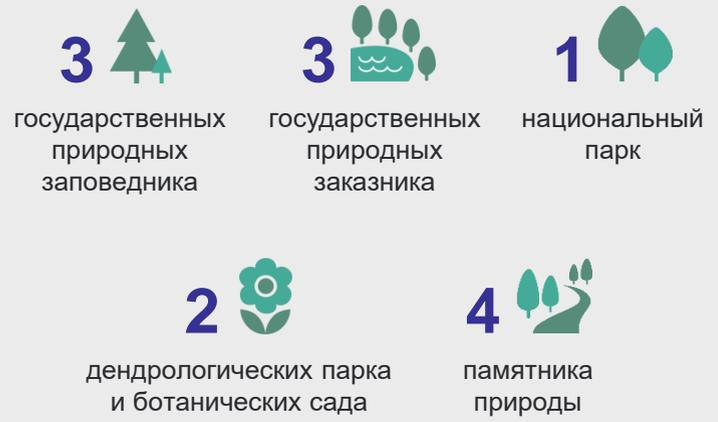 3
государственных
природных
заповедника
3
государственных
природных
заказника
1
национальный
парк
2
дендрологических парка
и ботанических сада
4
памятника
природы